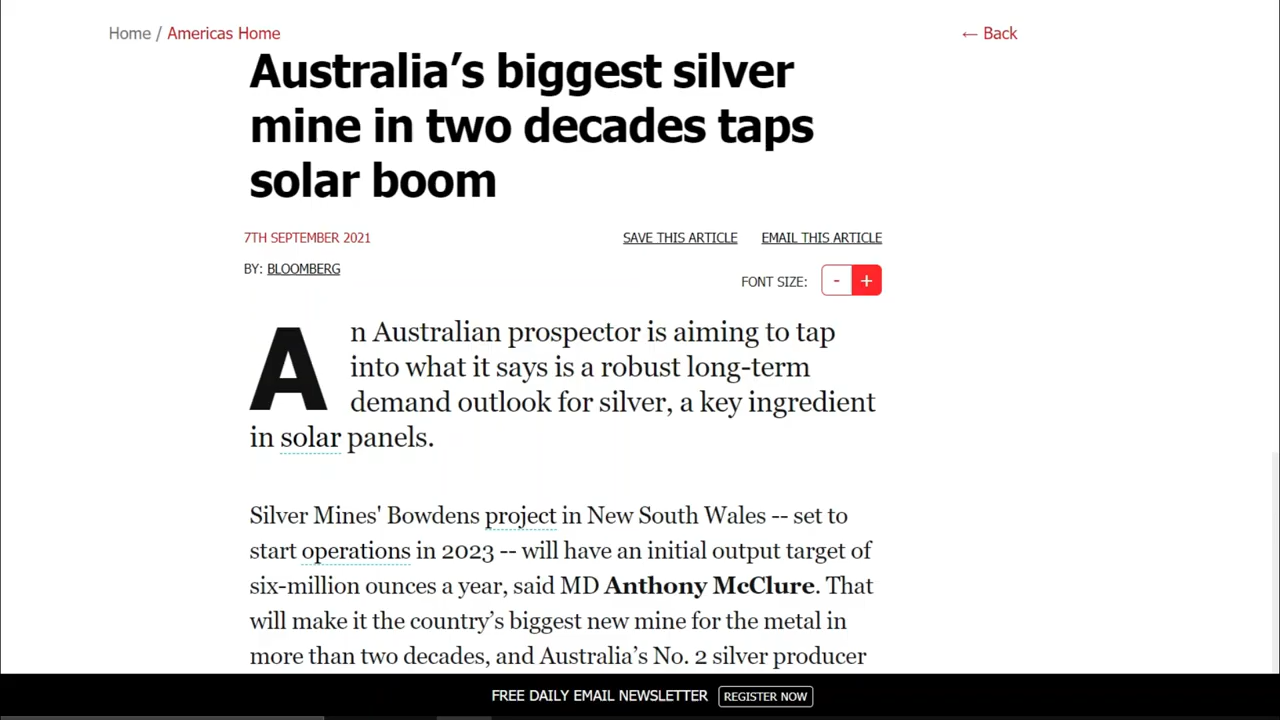 Home / Americas Home
← Back
Australia’s biggest silver
mine in two decades taps
solar boom
7TH SEPTEMBER 2021
SAVE THIS ARTICLE
EMAIL THIS ARTICLE
BY: BLOOMBERG
FONT SIZE: - +
An Australian prospector is aiming to tap
into what it says is a robust long-term
demand outlook for silver, a key ingredient
in solar panels.
Silver Mines' Bowdens project in New South Wales -- set to
start operations in 2023 -- will have an initial output target of
six-million ounces a year, said MD Anthony McClure. That
will make it the country’s biggest new mine for the metal in
more than two decades, and Australia’s No. 2 silver producer
FREE DAILY EMAIL NEWSLETTER REGISTER NOW